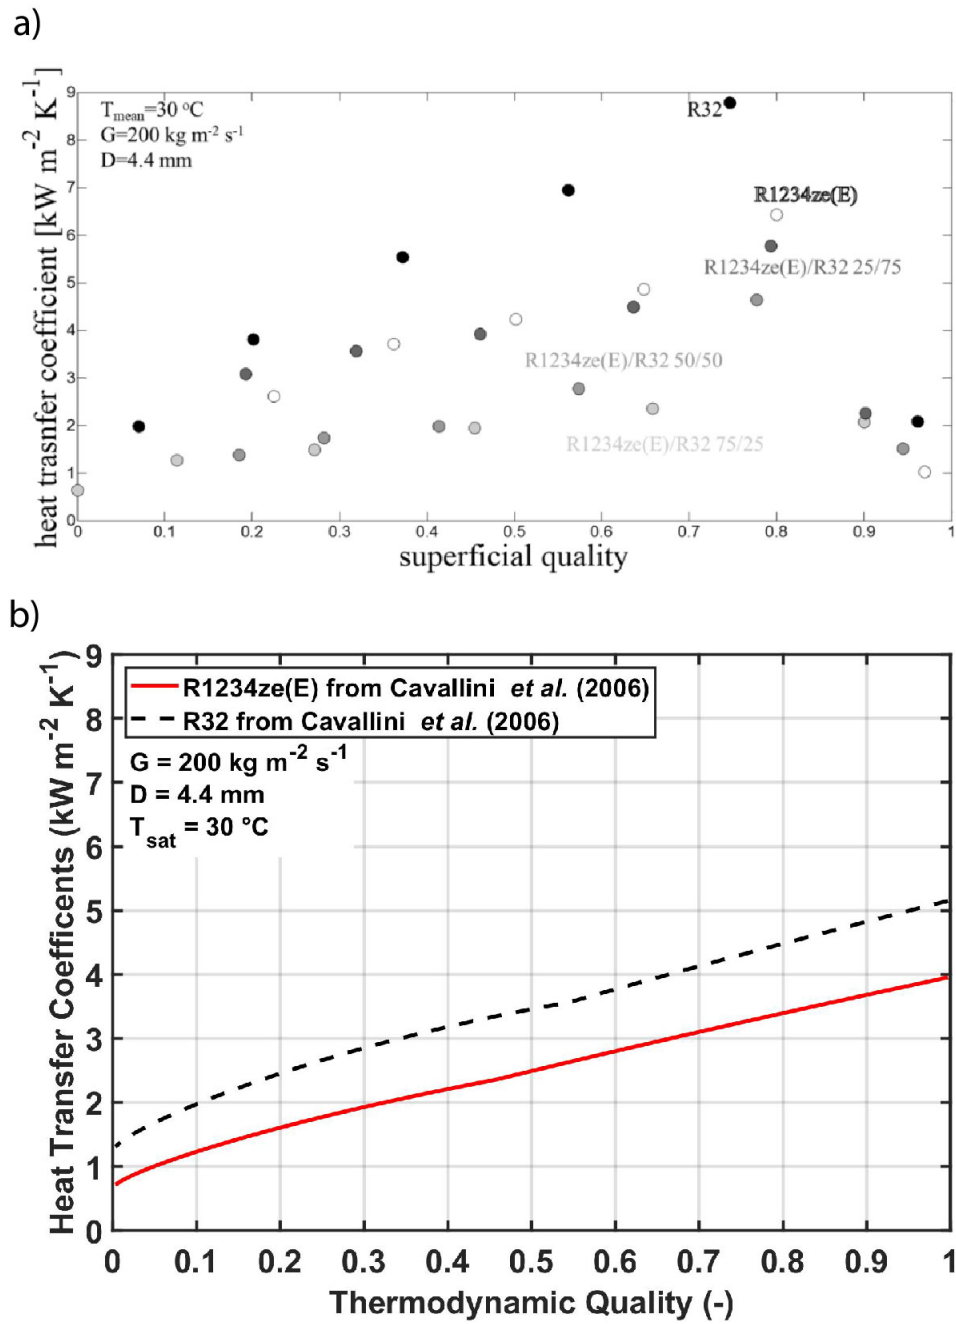 a)
heat trasnfer coefficient [kW m-2 K-1]
9
8
7
6
5
4
3
2
1
0
Tmean=30 °C
G=200 kg m-2 s-1
D=4.4 mm
R32
R1234ze(E)
R1234ze(E)/R32 25/75
R1234ze(E)/R32 50/50
R1234ze(E)/R32 75/25
0 0.1 0.2 0.3 0.4 0.5 0.6 0.7 0.8 0.9 1
superficial quality
b)
Heat Transfer Coefficents (kW m-2 K-1)
9
8
7
6
5
4
3
2
1
0
R1234ze(E) from Cavallini et al. (2006)
R32 from Cavallini et al. (2006)
G = 200 kg m-2 s-1
D = 4.4 mm
Tsat = 30 °C
0 0.1 0.2 0.3 0.4 0.5 0.6 0.7 0.8 0.9 1
Thermodynamic Quality (-)